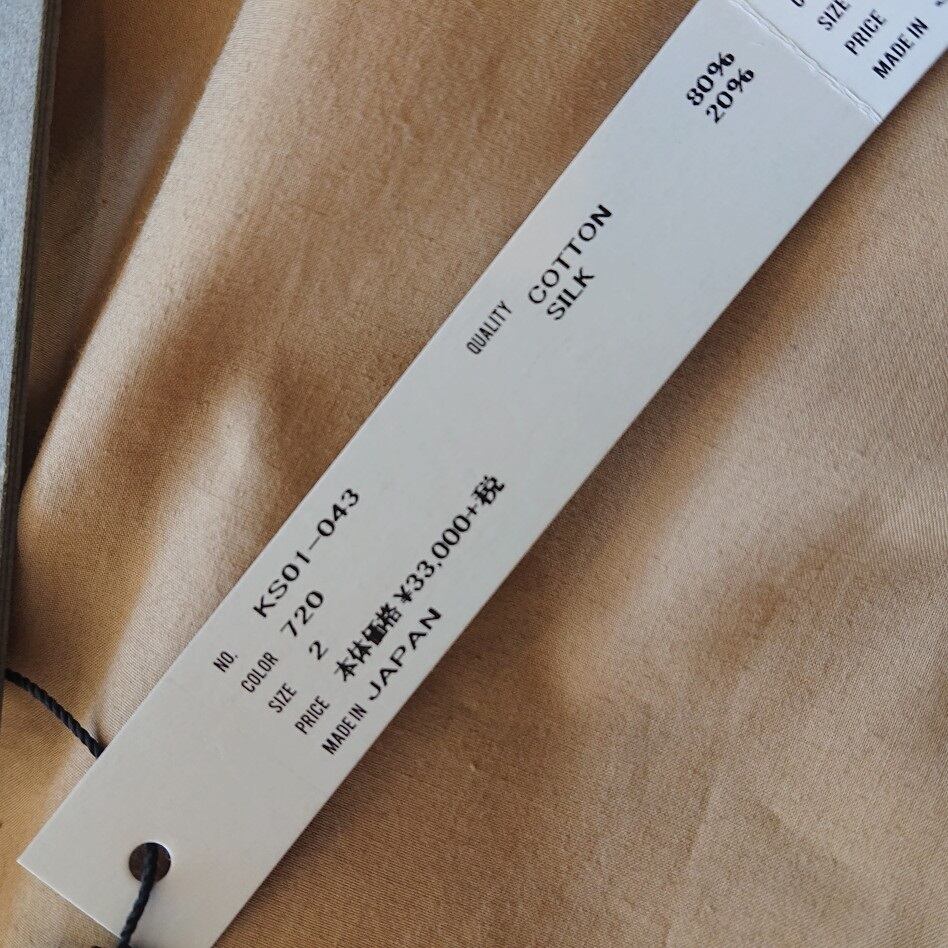 NO. KS01-043
COLOR 720
SIZE 2
PRICE 本体価格 ¥33,000+税
MADE IN JAPAN
QUALITY COTTON 80%
SILK 20%
SIZE
PRICE
MADE IN